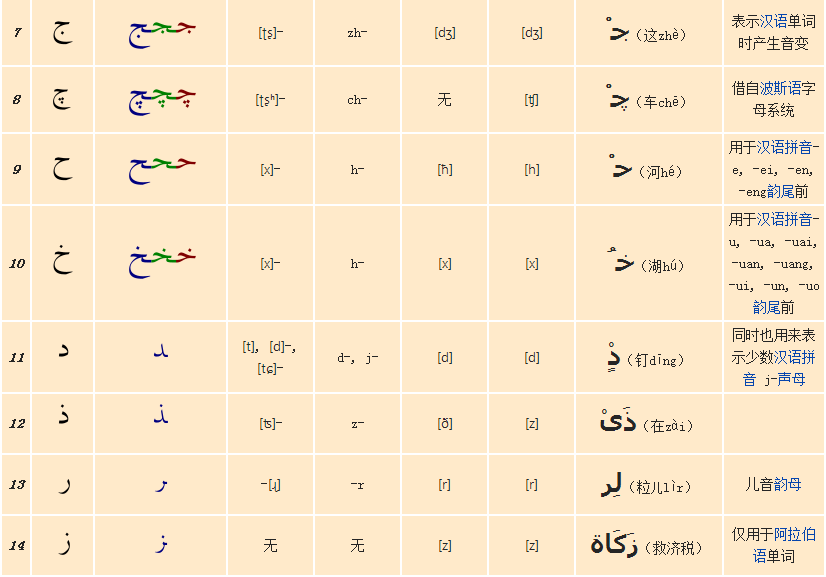 7 ج ججج [ʈʂ]- zh- [dʒ] [dʒ] جْ（这zhè） 表示汉语单词
时产生音变
8 چ چچچ [ʈʂʰ]- ch- 无 [ʧ] چْ（车chē） 借自波斯语字
母系统
9 ح ححح [x]- h- [ħ] [h] حْ（河hé） 用于汉语拼音-
e, -ei, -en,
-eng韵尾前
10 خ خخخ [x]- h- [x] [x] خُ（湖hú） 用于汉语拼音-
u, -ua, -uai,
-uan, -uang,
-ui, -un, -uo
韵尾前
11 د ـد [t], [d]-,
[tɕ]- d-, j- [d] [d] دٍْ（钉dīng） 同时也用来表
示少数汉语拼
音 j-声母
12 ذ ـذ [ʦ]- z- [ð] [z] ذَىْ（在zài）
13 ر ـر -[ɻ] -r [r] [r] لِر（粒儿lìr） 儿音韵母
14 ز ـز 无 无 [z] [z] زَكَاة（救济税） 仅用于阿拉伯
语单词